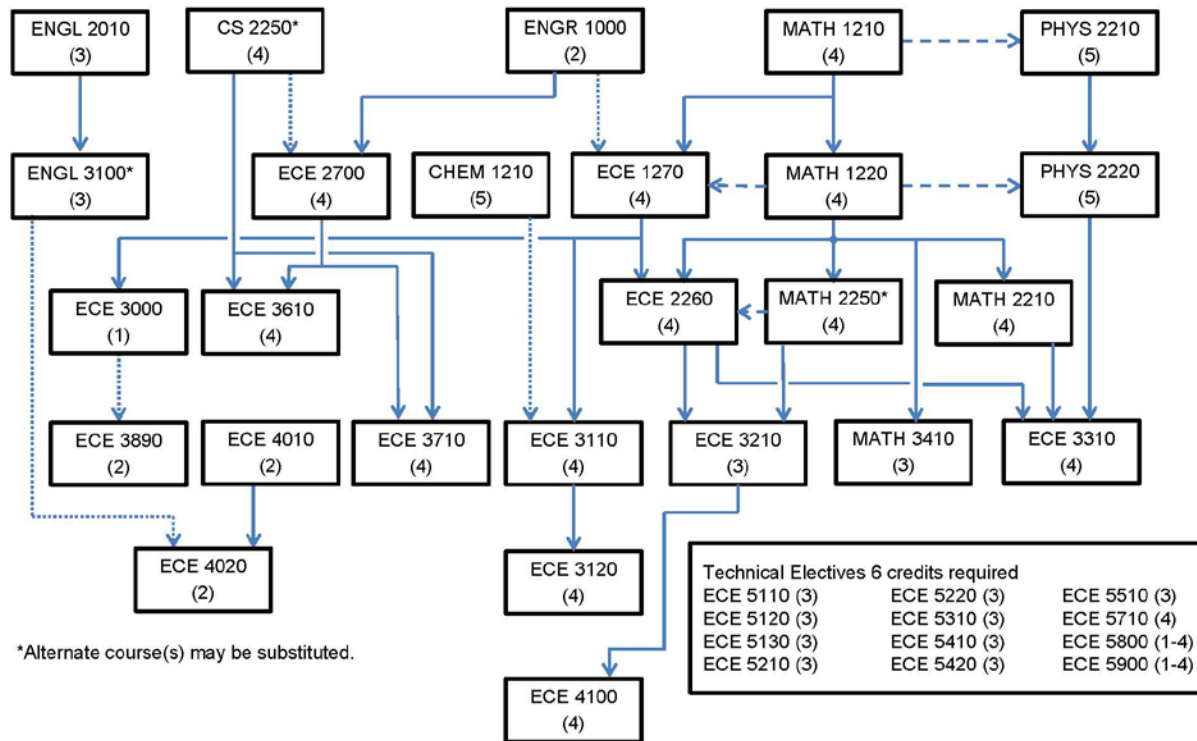 ENGL 2010
(3)
CS 2250*
(4)
ENGR 1000
(2)
MATH 1210
(4)
PHYS 2210
(5)
ENGL 3100*
(3)
ECE 2700
(4)
CHEM 1210
(5)
ECE 1270
(4)
MATH 1220
(4)
PHYS 2220
(5)
ECE 3000
(1)
ECE 3610
(4)
ECE 2260
(4)
MATH 2250*
(4)
MATH 2210
(4)
ECE 3890
(2)
ECE 4010
(2)
ECE 3710
(4)
ECE 3110
(4)
ECE 3210
(3)
MATH 3410
(3)
ECE 3310
(4)
ECE 4020
(2)
ECE 3120
(4)
Technical Electives 6 credits required
ECE 5110 (3) ECE 5220 (3) ECE 5510 (3)
ECE 5120 (3) ECE 5310 (3) ECE 5710 (4)
ECE 5130 (3) ECE 5410 (3) ECE 5800 (1-4)
ECE 5210 (3) ECE 5420 (3) ECE 5900 (1-4)
*Alternate course(s) may be substituted.
ECE 4100
(4)